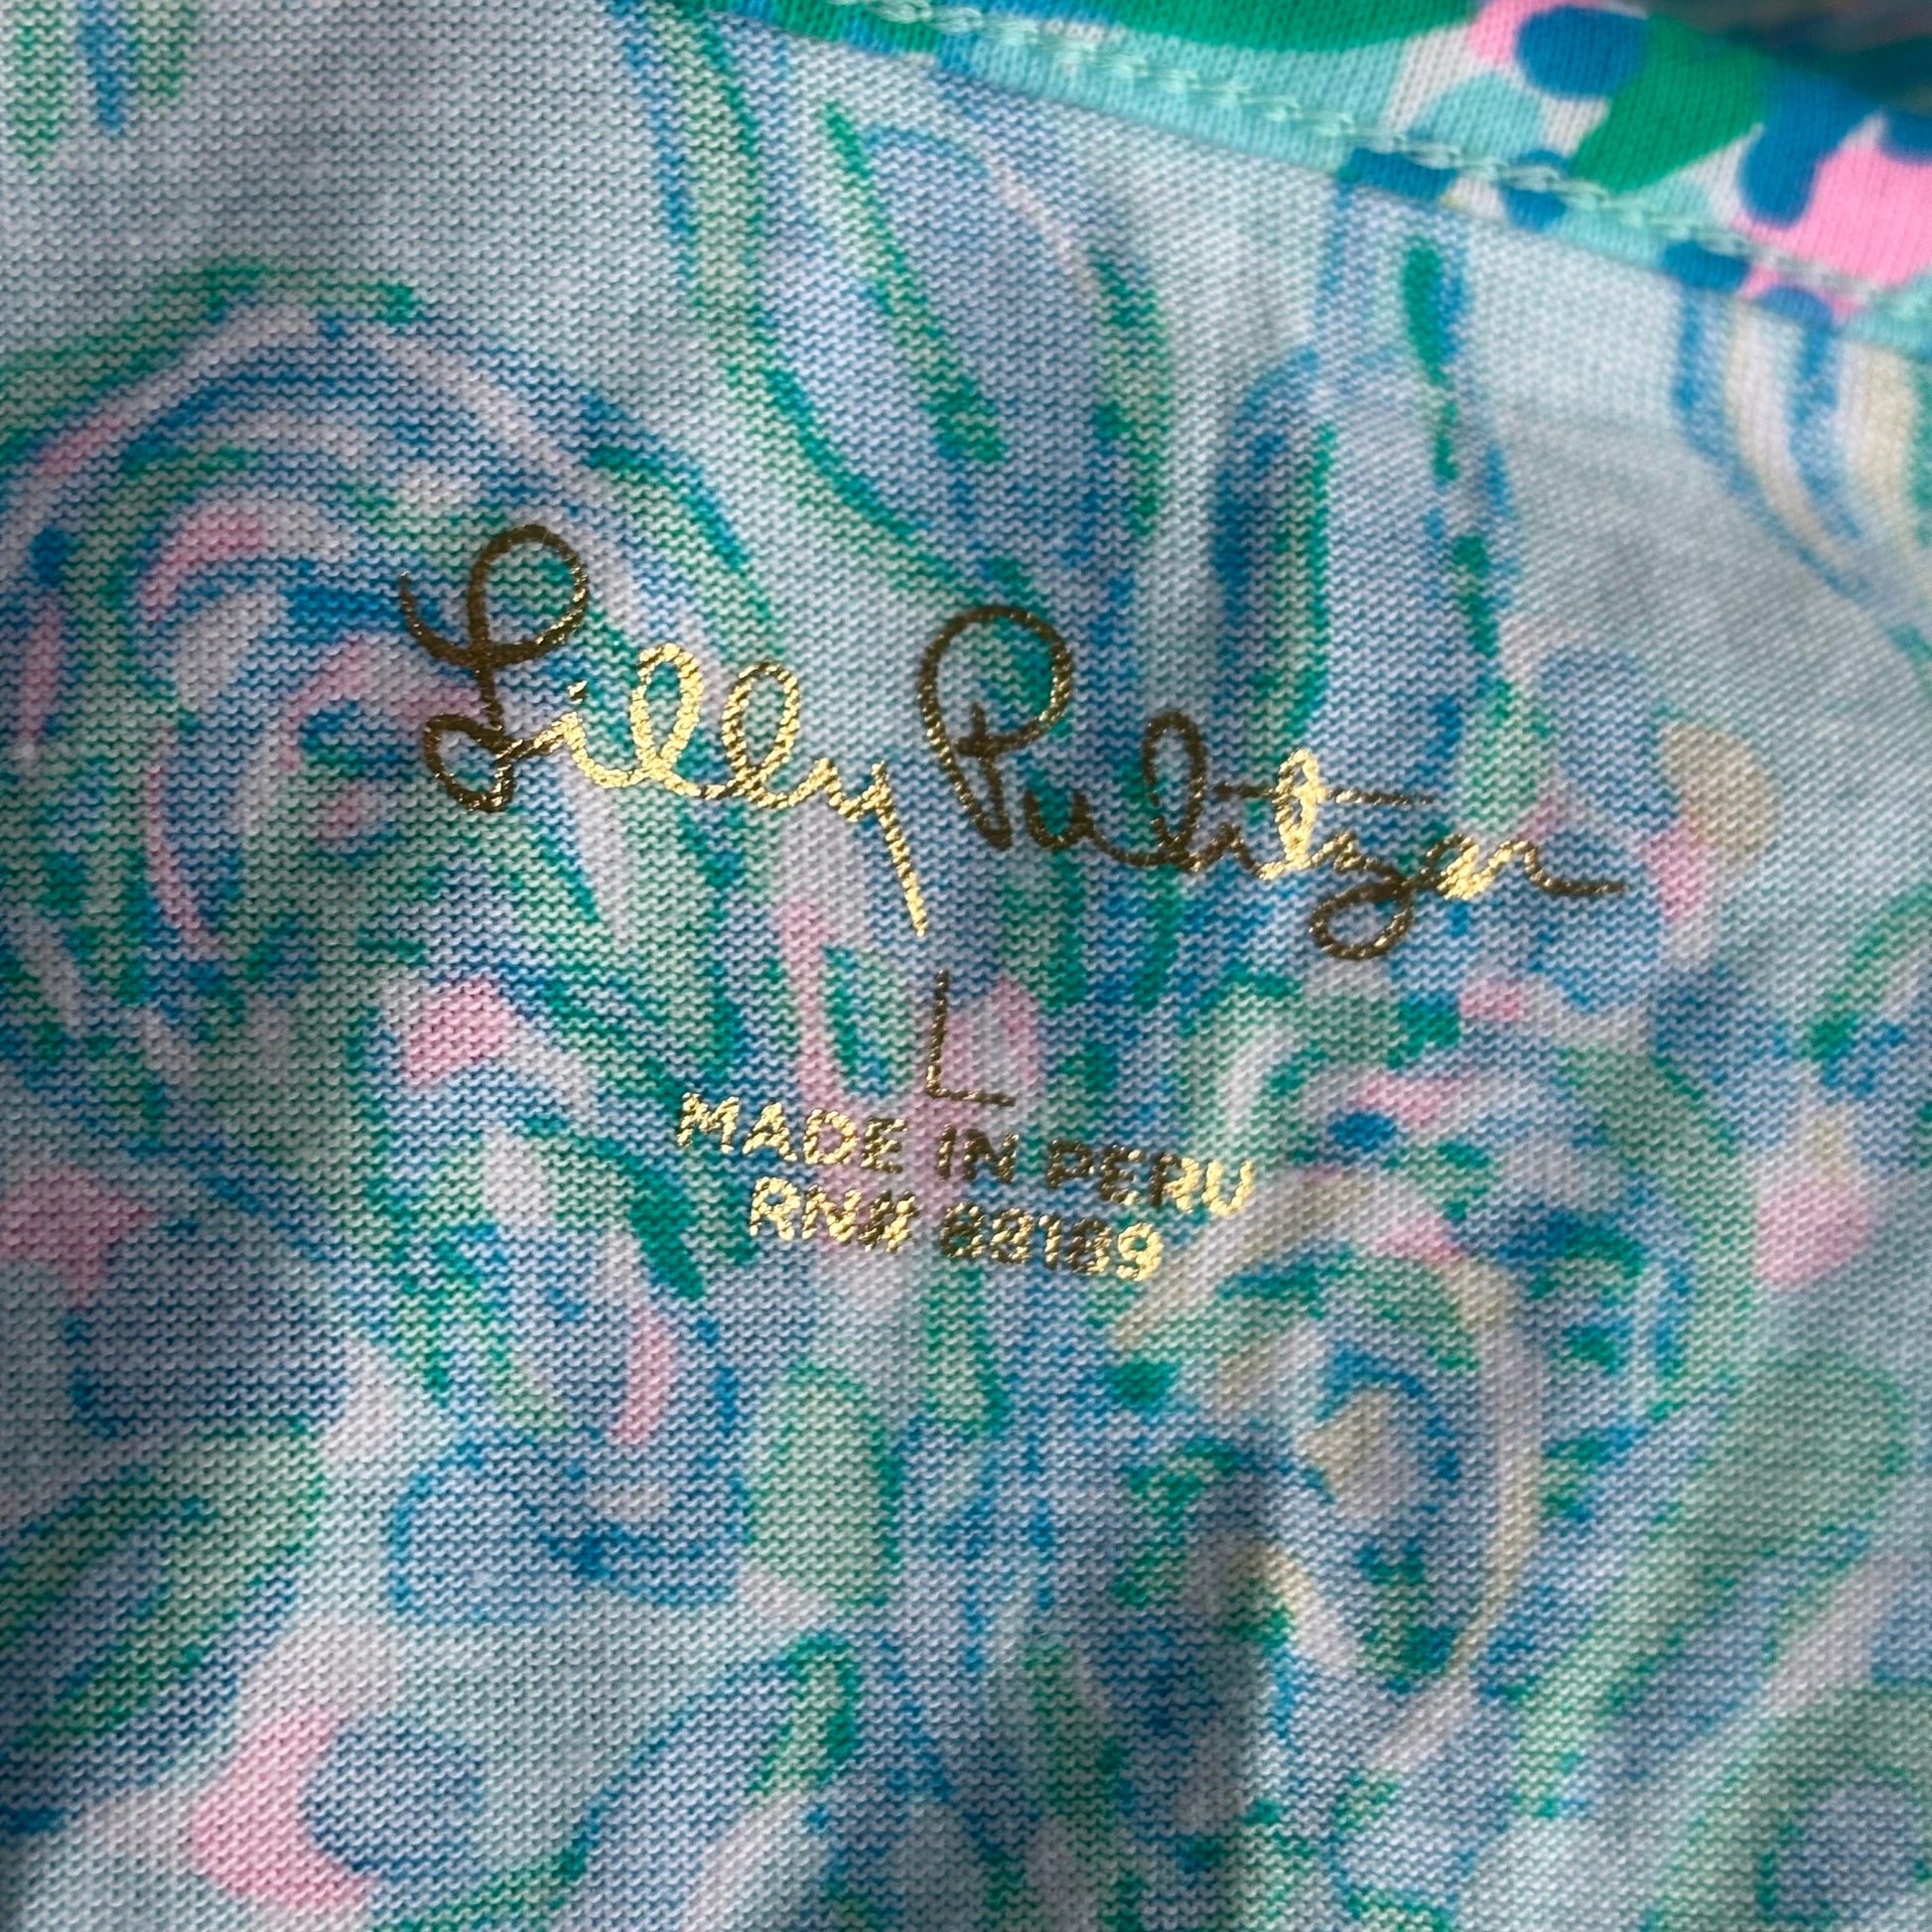 Lilly Pulitzer
L
MADE IN PERU
RN# 88189